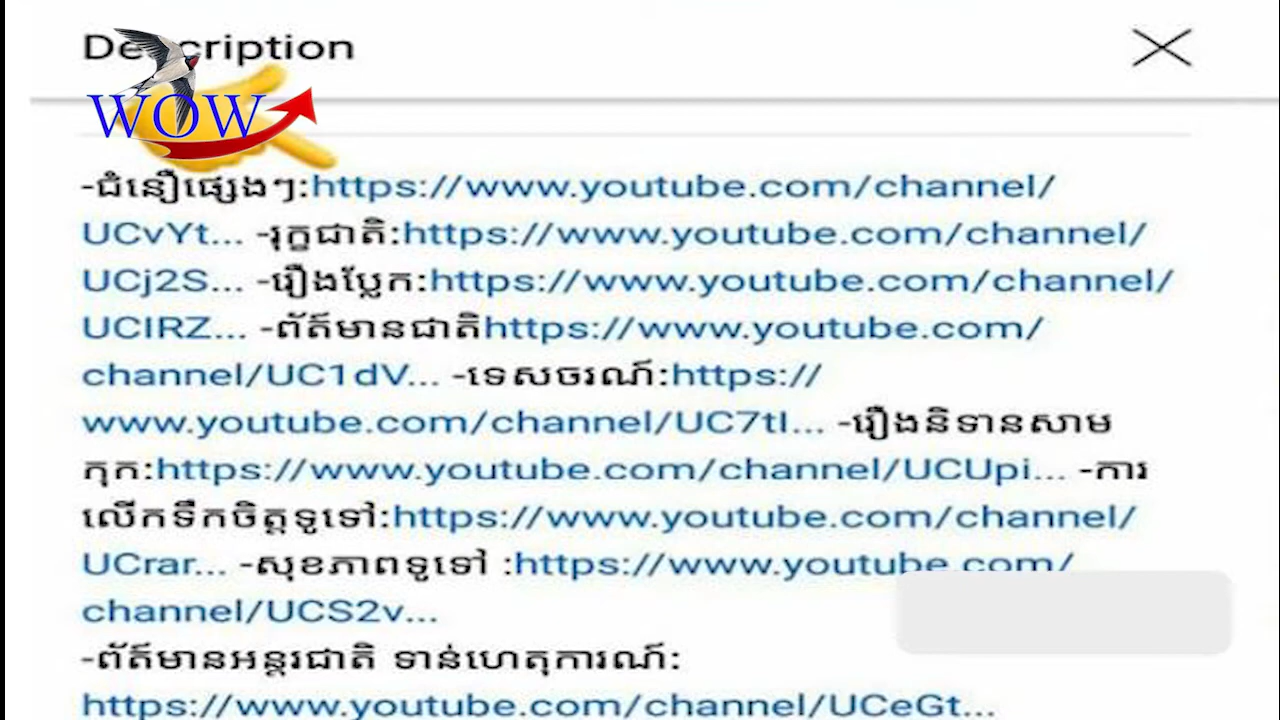 Description
WOW
-ជំនឿផ្សេងៗ:https://www.youtube.com/channel/
UCvYt... -រុក្ខជាតិ:https://www.youtube.com/channel/
UCj2S... -រឿងប្លែក:https://www.youtube.com/channel/
UCIRZ... -ព័ត៍មានជាតិhttps://www.youtube.com/
channel/UC1dV... -ទេសចរណ៍:https://
www.youtube.com/channel/UC7tI... -រឿងនិទានសាម
កុក:https://www.youtube.com/channel/UCUpi... -ការ
លើកទឹកចិត្តទូទៅ:https://www.youtube.com/channel/
UCrar... -សុខភាពទូទៅ :https://www.youtube.com/
channel/UCS2v...
-ព័ត៍មានអន្តរជាតិ ទាន់ហេតុការណ៍:
https://www.youtube.com/channel/UCeGt...